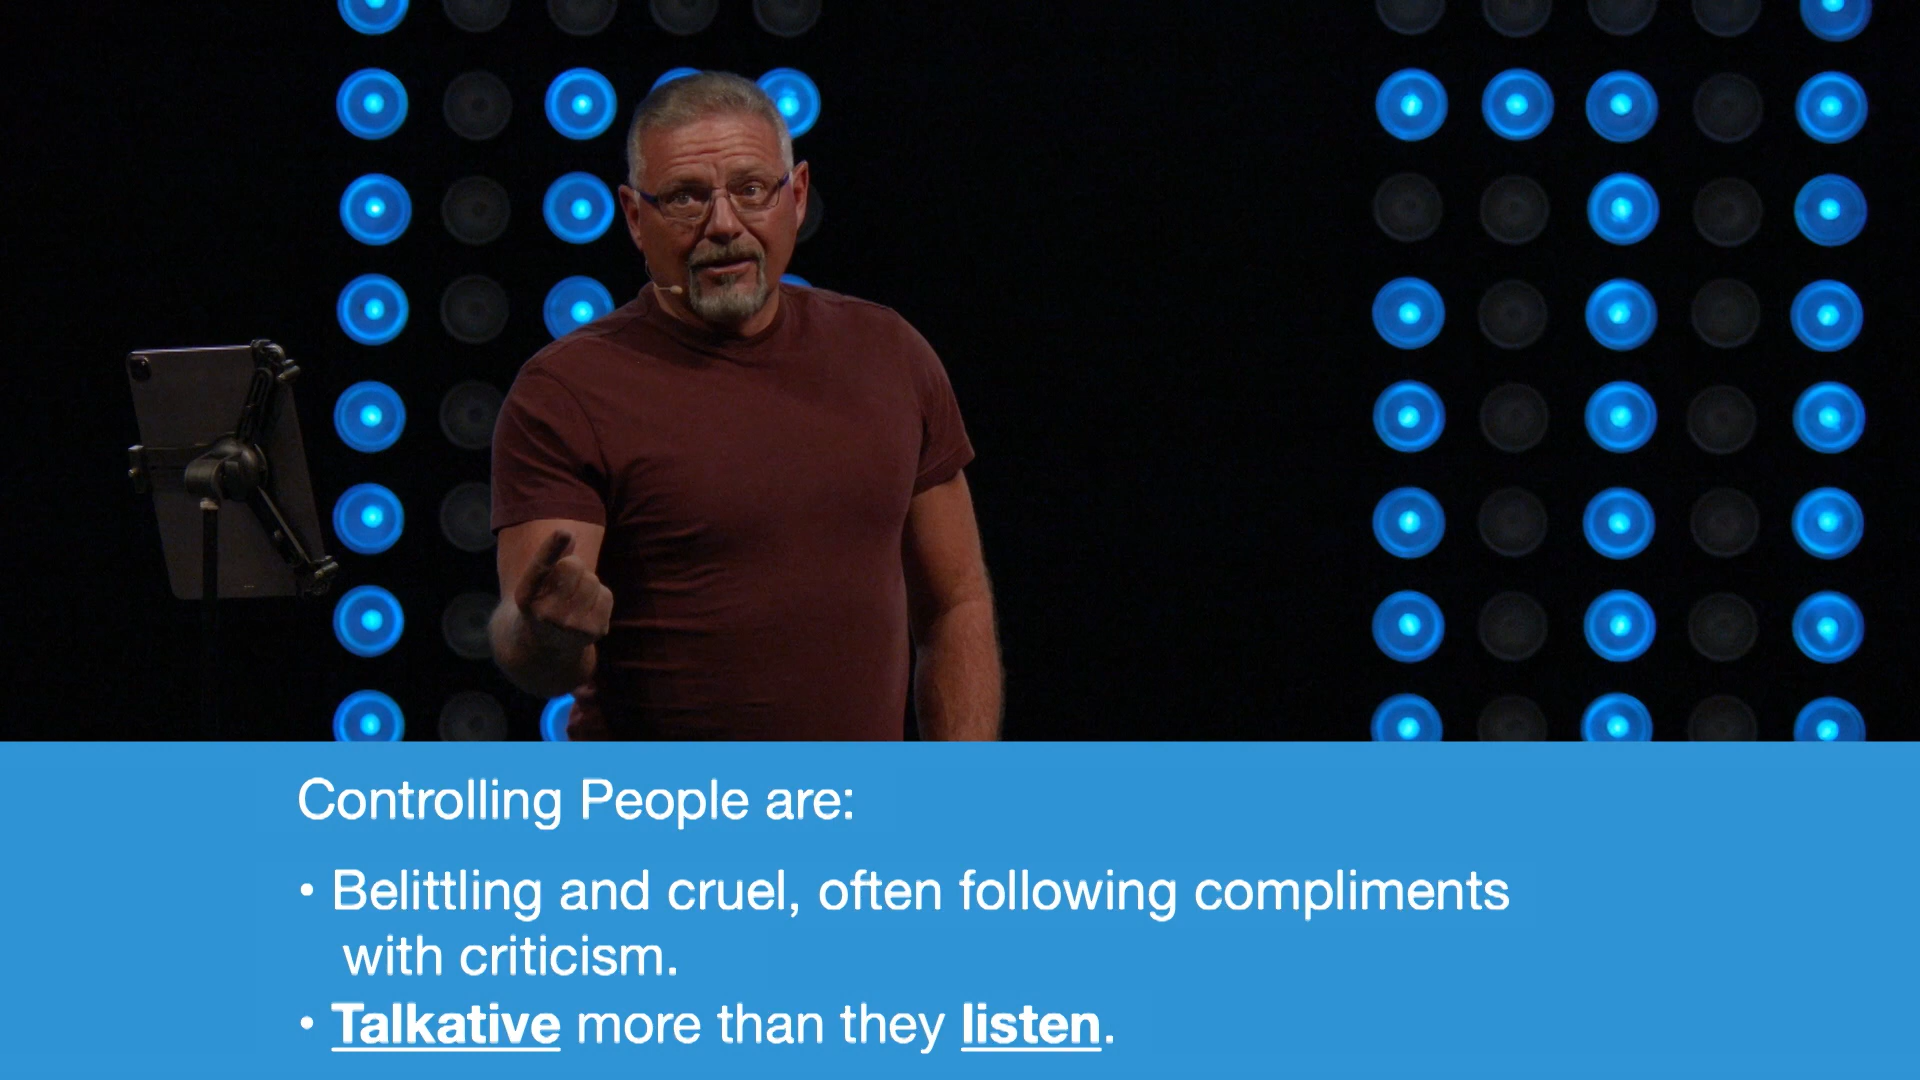 Controlling People are:
• Belittling and cruel, often following compliments
with criticism.
• Talkative more than they listen.